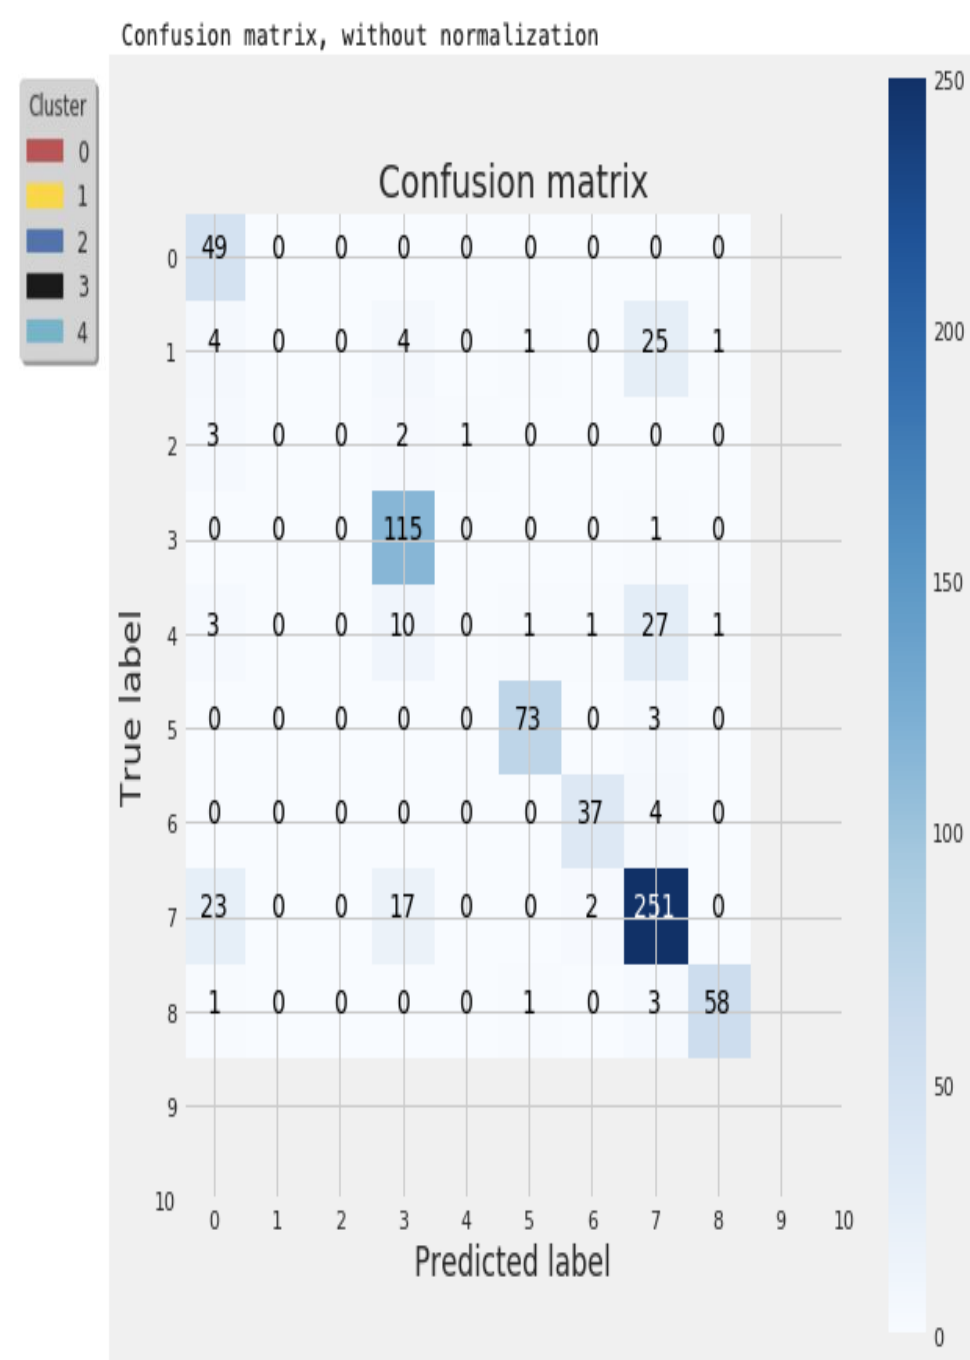 Confusion matrix, without normalization
Cluster
0
1
2
3
4
Confusion matrix
0 49 0 0 0 0 0 0 0 0
1 4 0 0 4 0 1 0 25 1
2 3 0 0 2 1 0 0 0 0
3 0 0 0 115 0 0 0 1 0
4 3 0 0 10 0 1 1 27 1
5 0 0 0 0 0 73 0 3 0
6 0 0 0 0 0 0 37 4 0
7 23 0 0 17 0 0 2 251 0
8 1 0 0 0 0 1 0 3 58
9
10
0 1 2 3 4 5 6 7 8 9 10
True label
Predicted label
250
200
150
100
50
0